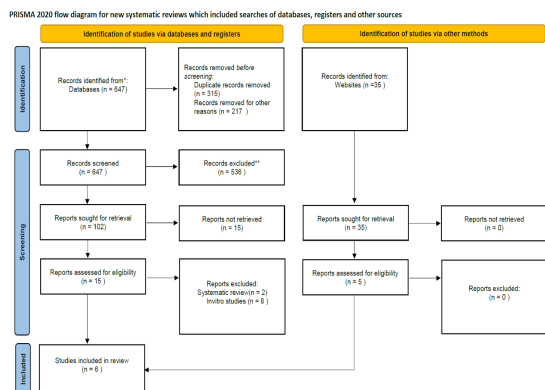 PRISMA 2020 flow diagram for new systematic reviews which included searches of databases, registers and other sources
Identification of studies via databases and registers
Identification of studies via other methods
Identification
Records identified from*:
Databases (n = 647)
Records removed before
screening:
Duplicate records removed
(n = 315)
Records removed for other
reasons (n = 217 )
Records identified from:
Websites (n =35 )
Screening
Records screened
(n = 647 )
Records excluded**
(n = 536 )
Reports sought for retrieval
(n = 102)
Reports not retrieved
(n = 15)
Reports sought for retrieval
(n = 35)
Reports not retrieved
(n = 0)
Reports assessed for eligibility
(n = 15 )
Reports excluded:
Systematic review(n = 2)
Invitro studies (n = 8 )
Reports assessed for eligibility
(n = 5 )
Reports excluded:
(n = 0 )
Included
Studies included in review
(n = 6 )